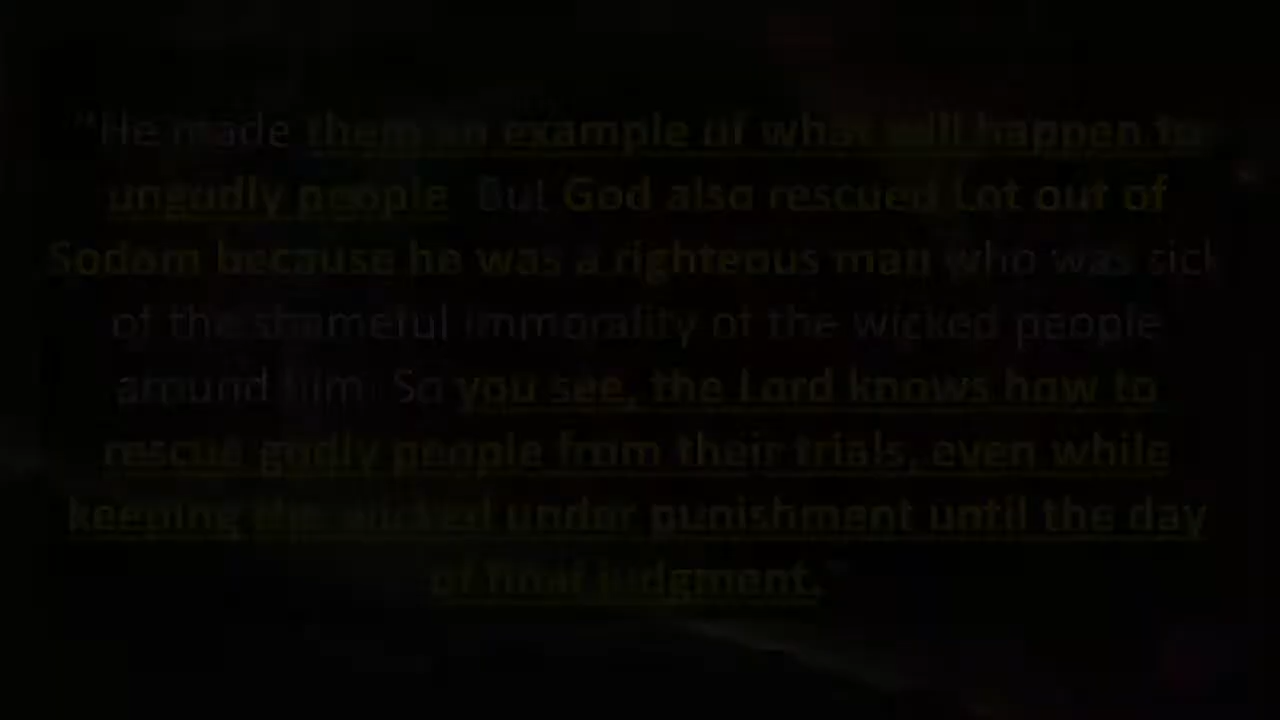 “He made them an example of what will happen to
ungodly people. But God also rescued Lot out of
Sodom because he was a righteous man who was sick
of the shameful immorality of the wicked people
around him. So you see, the Lord knows how to
rescue godly people from their trials, even while
keeping the wicked under punishment until the day
of final judgment.”